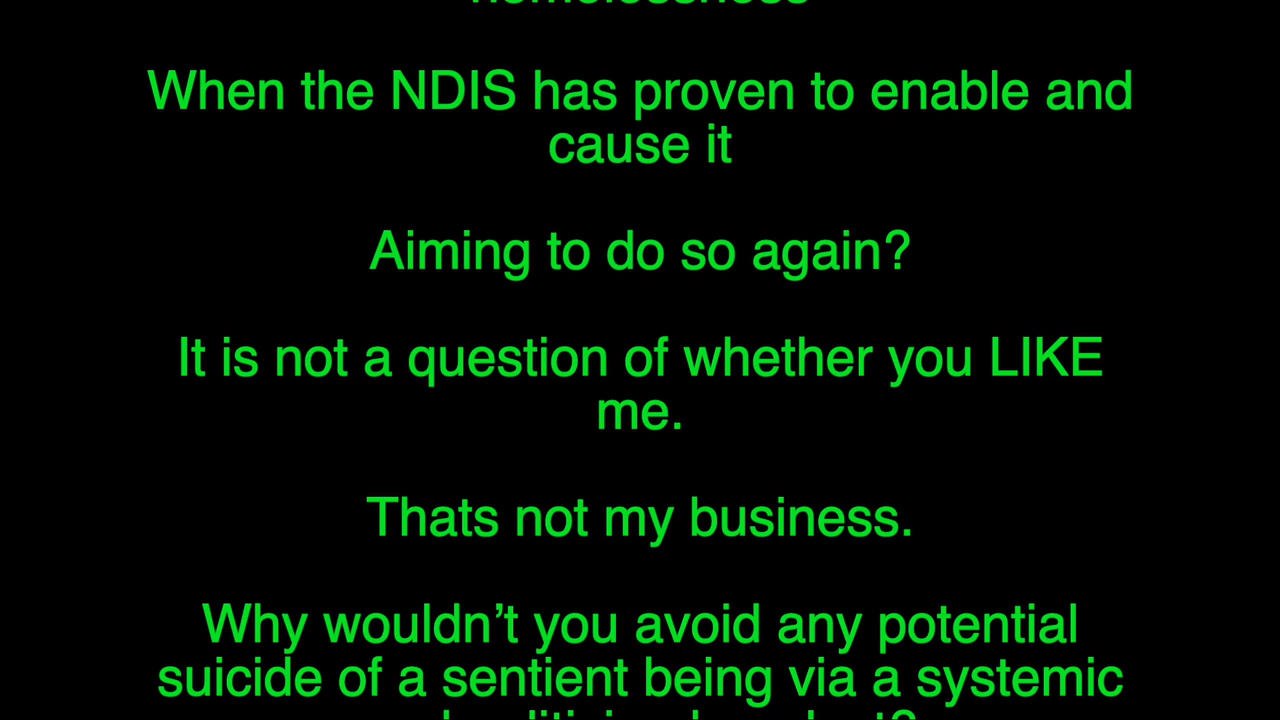 homelessness
When the NDIS has proven to enable and
cause it
Aiming to do so again?
It is not a question of whether you LIKE
me.
Thats not my business.
Why wouldn’t you avoid any potential
suicide of a sentient being via a systemic